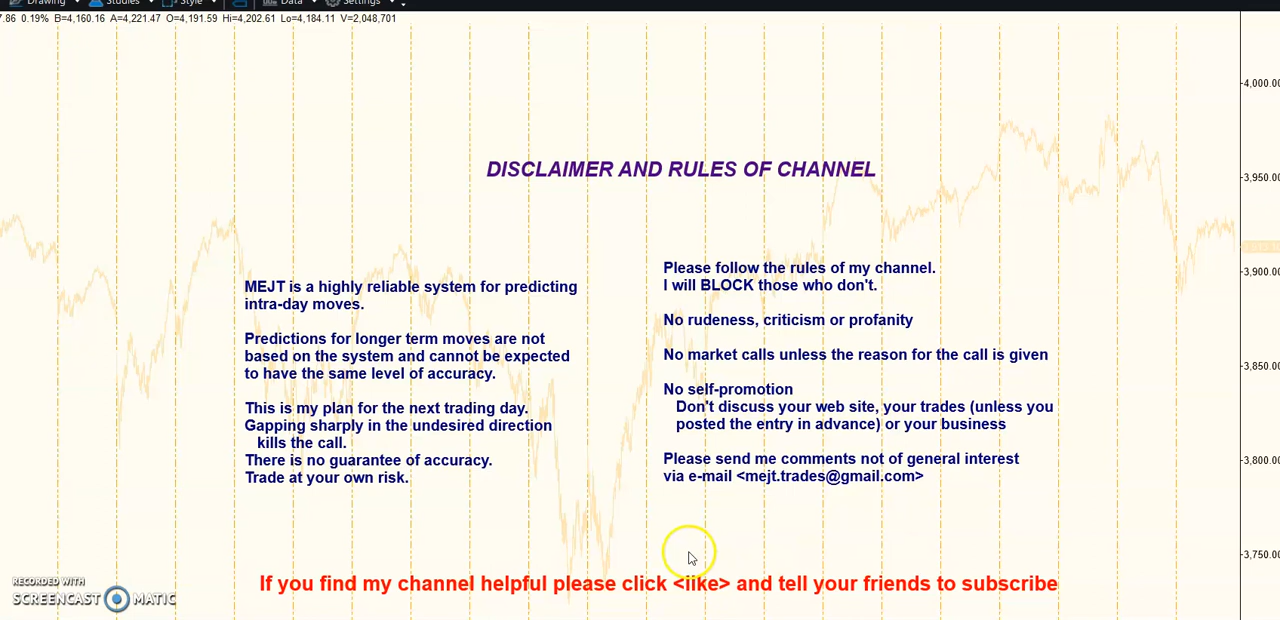 Drawing Studies Style Data Settings
7.86 0.19% B=4,160.16 A=4,221.47 O=4,191.59 Hi=4,202.61 Lo=4,184.11 V=2,048,701
4,000.00
DISCLAIMER AND RULES OF CHANNEL
3,950.00
MEJT is a highly reliable system for predicting
intra-day moves.
Predictions for longer term moves are not
based on the system and cannot be expected
to have the same level of accuracy.
This is my plan for the next trading day.
Gapping sharply in the undesired direction
kills the call.
There is no guarantee of accuracy.
Trade at your own risk.
Please follow the rules of my channel.
I will BLOCK those who don't.
No rudeness, criticism or profanity
No market calls unless the reason for the call is given
No self-promotion
Don't discuss your web site, your trades (unless you
posted the entry in advance) or your business
Please send me comments not of general interest
via e-mail <mejt.trades@gmail.com>
3,900.00
3,850.00
3,800.00
3,750.00
If you find my channel helpful please click <like> and tell your friends to subscribe
RECORDED WITH
SCREENCAST MATIC